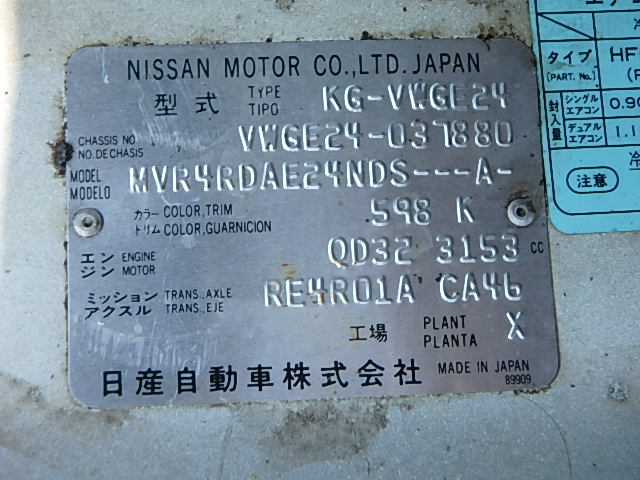 NISSAN MOTOR CO.,LTD. JAPAN
型式 TYPE TIPO KG-VWGE24
CHASSIS NO NO.DECHASIS VWGE24-037880
MODEL MODELO MVR4RDAE24NDS---A-
カラー COLOR,TRIM
トリム COLOR,GUARNICION 598 K
エンジン ENGINE MOTOR QD32 3153 cc
ミッション TRANS.,AXLE
アクスル TRANS.,EJE RE4R01A CA46
工場 PLANT PLANTA X
日産自動車株式会社 MADE IN JAPAN
89909
タイプ
(PART. No.)
封入量
シングルエアコン 0.90
デュアルエアコン 1.1
注意